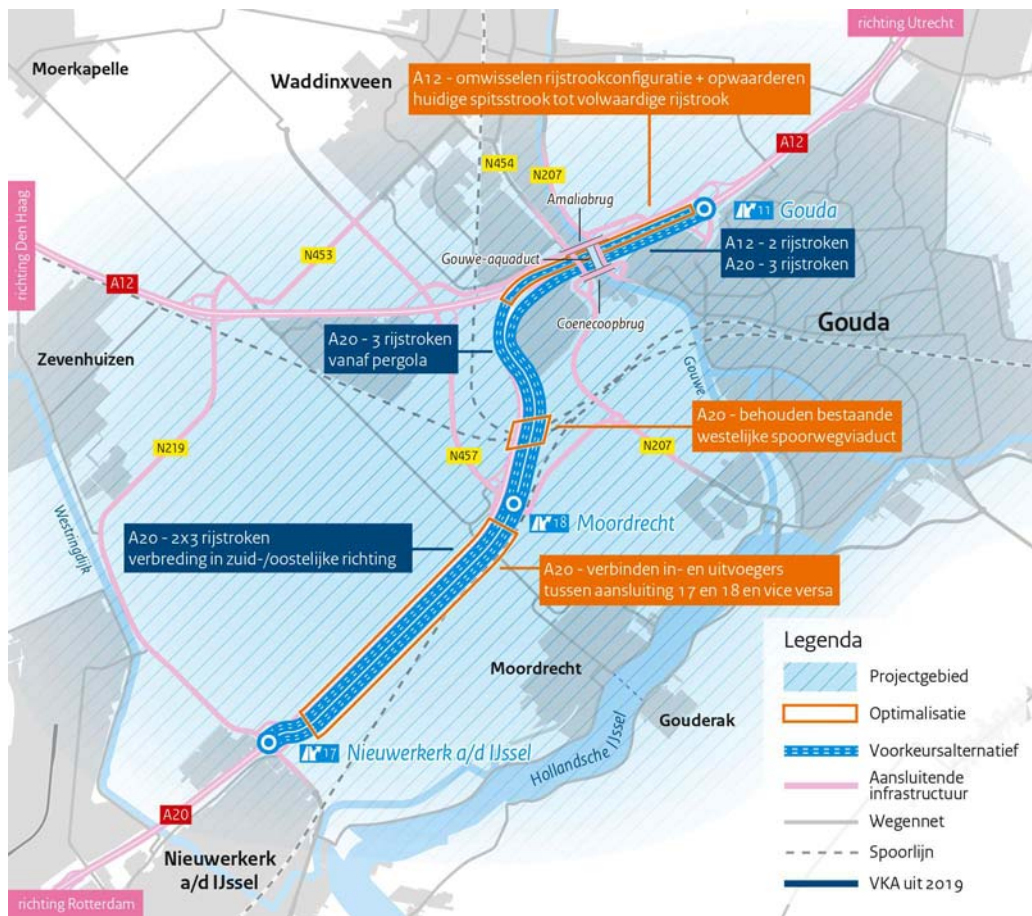 richting Utrecht
Moerkapelle
Waddinxveen
A12 - omwisselen rijstrookconfiguratie + opwaarderen
huidige spitsstrook tot volwaardige rijstrook
A12
N454
N207
Amaliabrug
11 Gouda
richting Den Haag
N453
Gouwe-aquaduct
A12 - 2 rijstroken
A20 - 3 rijstroken
A12
Coenecoopbrug
Gouda
A20 - 3 rijstroken
vanaf pergola
Zevenhuizen
Gouwe
A20 - behouden bestaande
westelijke spoorwegviaduct
N219
N457
N207
Westringdijk
18 Moordrecht
A20 - 2x3 rijstroken
verbreding in zuid-/oostelijke richting
A20 - verbinden in- en uitvoegers
tussen aansluiting 17 en 18 en vice versa
Moordrecht
Gouderak
Hollandsche IJssel
17 Nieuwerkerk a/d IJssel
A20
Nieuwerkerk
a/d IJssel
richting Rotterdam
Legenda
Projectgebied
Optimalisatie
Voorkeursalternatief
Aansluitende
infrastructuur
Wegennet
Spoorlijn
VKA uit 2019